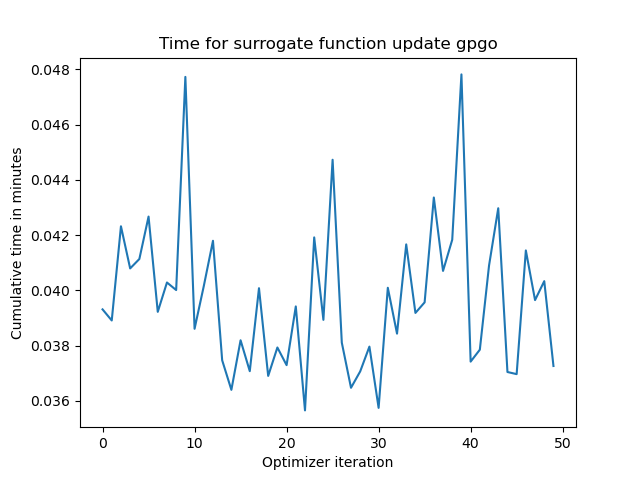 Time for surrogate function update gpgo
Cumulative time in minutes
0.048
0.046
0.044
0.042
0.040
0.038
0.036
0 10 20 30 40 50
Optimizer iteration